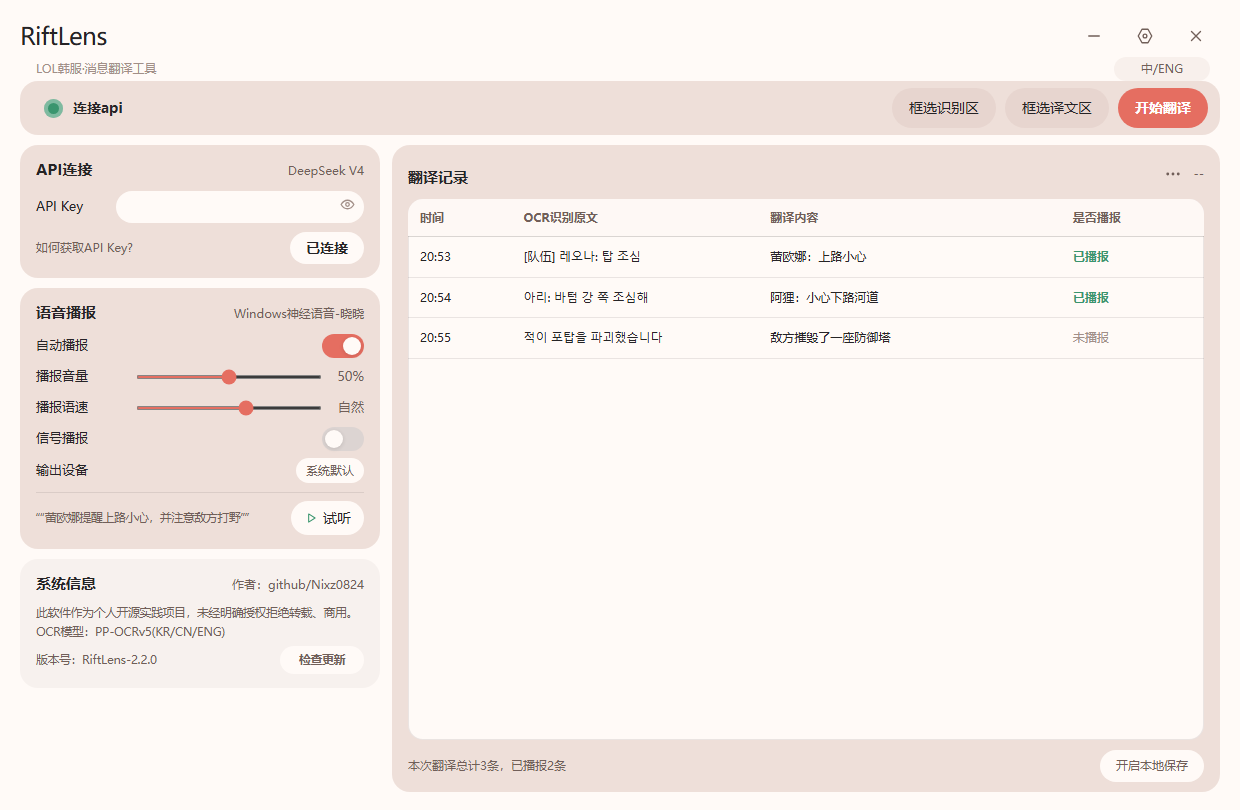 RiftLens
LOL韩服·消息翻译工具
中/ENG
连接api
框选识别区
框选译文区
开始翻译
API连接
DeepSeek V4
API Key
如何获取API Key?
已连接
语音播报
Windows神经语音-晓晓
自动播报
播报音量
50%
播报语速
自然
信号播报
输出设备
系统默认
““蕾欧娜提醒上路小心，并注意敌方打野””
试听
系统信息
作者：github/Nixz0824
此软件作为个人开源实践项目，未经明确授权拒绝转载、商用。
OCR模型：PP-OCRv5(KR/CN/ENG)
版本号：RiftLens-2.2.0
检查更新
翻译记录
··· --
时间 OCR识别原文 翻译内容 是否播报
20:53 [队伍] 레오나: 탑 조심 蕾欧娜：上路小心 已播报
20:54 아리: 바텀 강 쪽 조심해 阿狸：小心下路河道 已播报
20:55 적이 포탑을 파괴했습니다 敌方摧毁了一座防御塔 未播报
本次翻译总计3条，已播报2条
开启本地保存